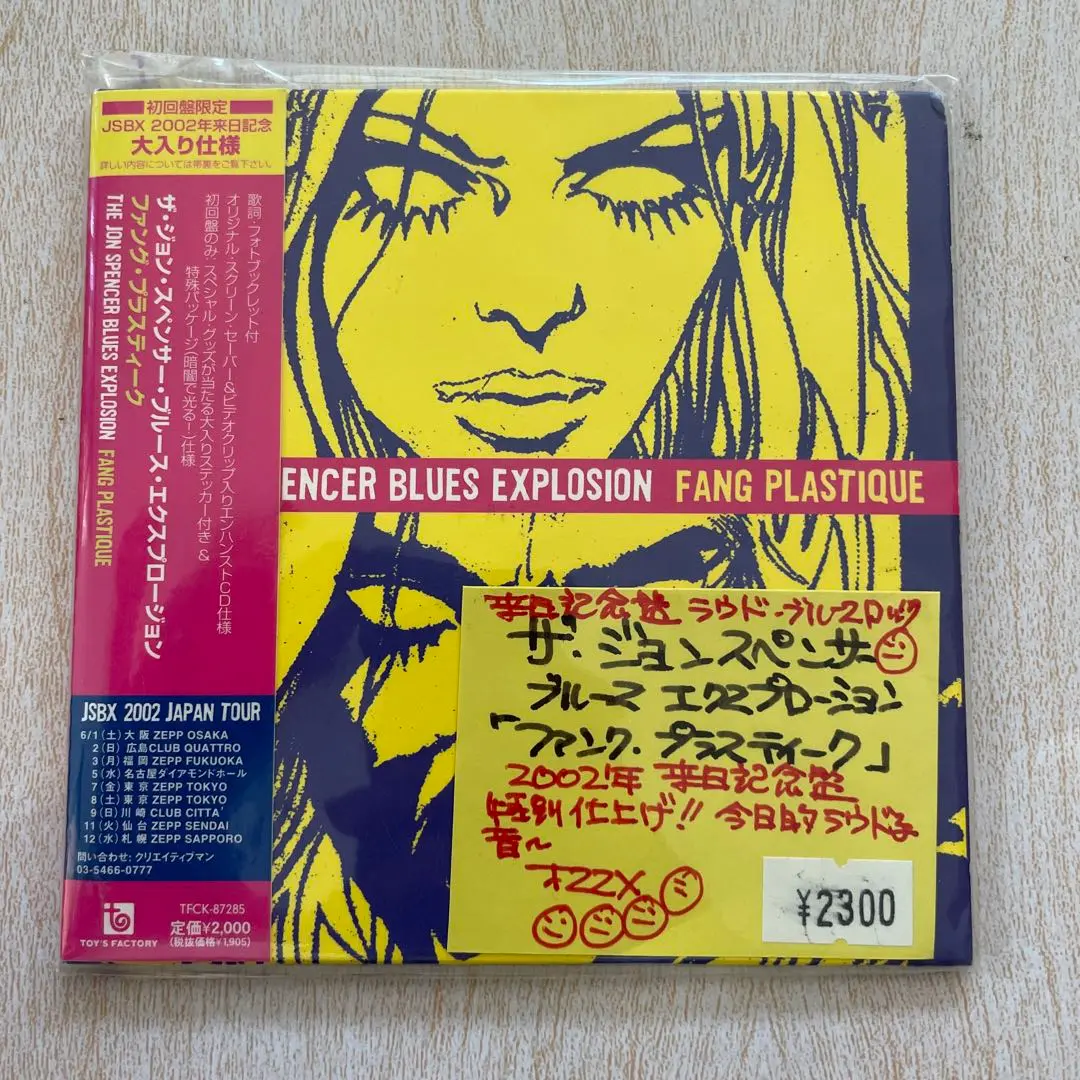 初回盤限定
JSBX 2002年来日記念
大入り仕様
詳しい内容については帯裏をご覧下さい。
歌詞・フォトブックレット付
オリジナル・スクリーン・セーバー&ビデオクリップ入りエンハンストCD仕様
初回盤のみ:スペシャル・グッズが当たる大入りステッカー付き &
特殊パッケージ(暗闇で光る!)仕様
ザ・ジョン・スペンサー・ブルース・エクスプロージョン
ファング・プラスティーク
THE JON SPENCER BLUES EXPLOSION FANG PLASTIQUE
JSBX 2002 JAPAN TOUR
6/1(土)大阪 ZEPP OSAKA
2(日)広島 CLUB QUATTRO
3(月)福岡 ZEPP FUKUOKA
5(水)名古屋ダイアモンドホール
7(金)東京 ZEPP TOKYO
8(土)東京 ZEPP TOKYO
9(日)川崎 CLUB CITTA'
11(火)仙台 ZEPP SENDAI
12(水)札幌 ZEPP SAPPORO
問い合わせ:クリエイティブマン
03-5466-0777
TOY'S FACTORY
TFCK-87285
定価¥2,000
(税抜価格¥1,905)
ENCER BLUES EXPLOSION FANG PLASTIQUE
来日記念盤 ラウド・ブルースロック
ザ・ジョンスペンサー
ブルース エクスプローション
「ファンク・プラスティーク」
2002年 来日記念盤
特別仕上げ!! 今日的ラウドな
音~
オススメ
¥2300